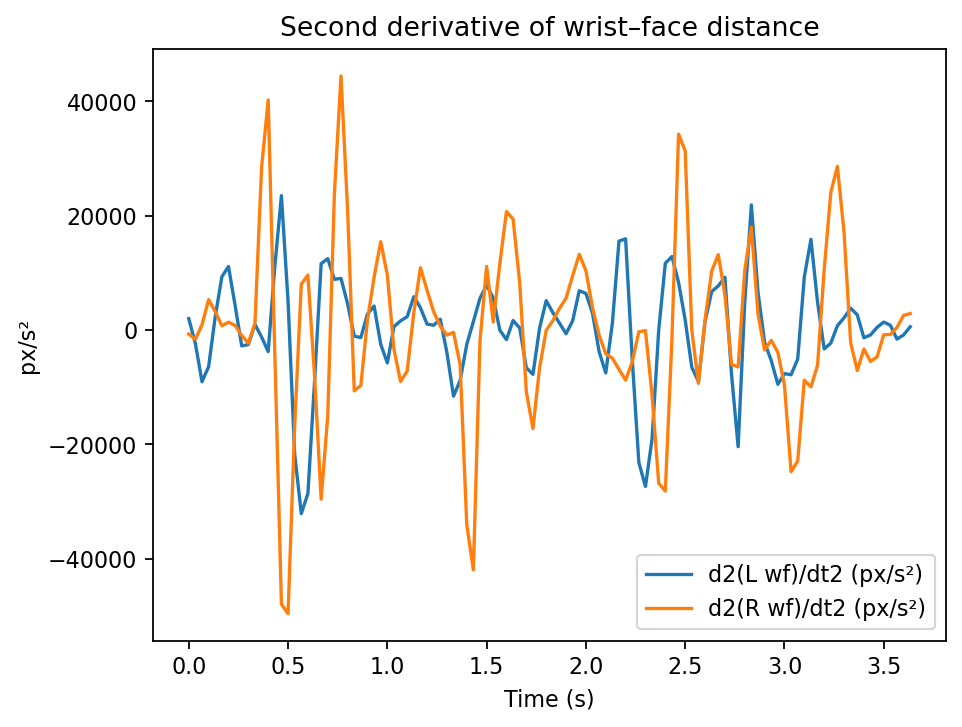 Second derivative of wrist–face distance
px/s²
40000
20000
0
−20000
−40000
0.0 0.5 1.0 1.5 2.0 2.5 3.0 3.5
Time (s)
d2(L wf)/dt2 (px/s²)
d2(R wf)/dt2 (px/s²)